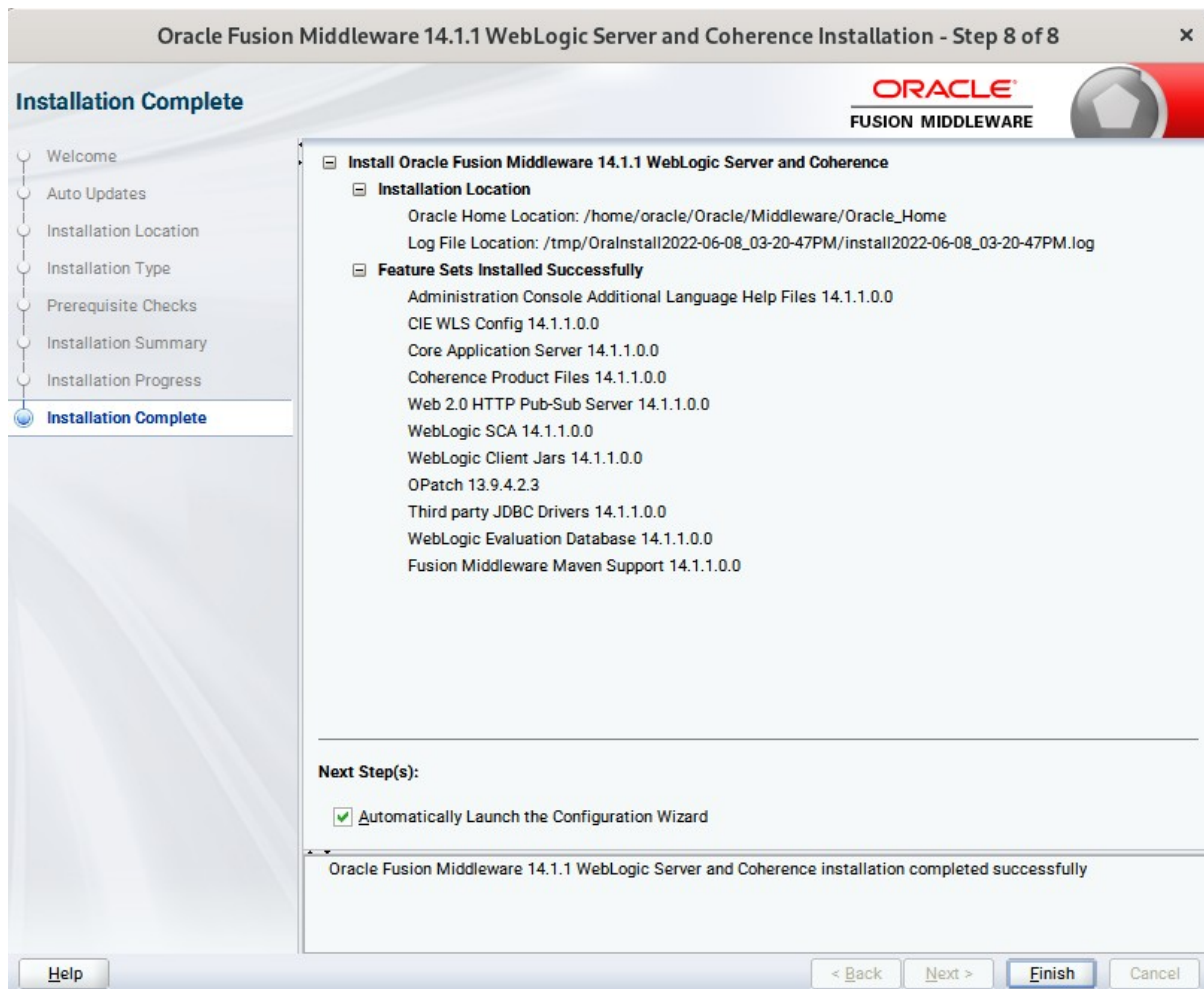 Oracle Fusion Middleware 14.1.1 WebLogic Server and Coherence Installation - Step 8 of 8
Installation Complete
ORACLE
FUSION MIDDLEWARE
Welcome
Auto Updates
Installation Location
Installation Type
Prerequisite Checks
Installation Summary
Installation Progress
Installation Complete
Install Oracle Fusion Middleware 14.1.1 WebLogic Server and Coherence
Installation Location
Oracle Home Location: /home/oracle/Oracle/Middleware/Oracle_Home
Log File Location: /tmp/OraInstall2022-06-08_03-20-47PM/install2022-06-08_03-20-47PM.log
Feature Sets Installed Successfully
Administration Console Additional Language Help Files 14.1.1.0.0
CIE WLS Config 14.1.1.0.0
Core Application Server 14.1.1.0.0
Coherence Product Files 14.1.1.0.0
Web 2.0 HTTP Pub-Sub Server 14.1.1.0.0
WebLogic SCA 14.1.1.0.0
WebLogic Client Jars 14.1.1.0.0
OPatch 13.9.4.2.3
Third party JDBC Drivers 14.1.1.0.0
WebLogic Evaluation Database 14.1.1.0.0
Fusion Middleware Maven Support 14.1.1.0.0
Next Step(s):
Automatically Launch the Configuration Wizard
Oracle Fusion Middleware 14.1.1 WebLogic Server and Coherence installation completed successfully
Help
< Back
Next >
Finish
Cancel